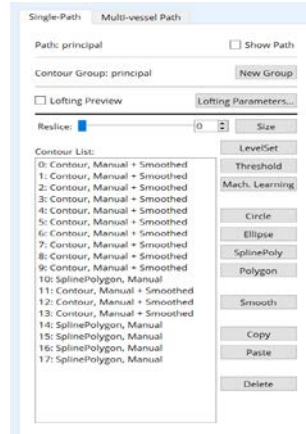 Single-Path Multi-vessel Path
Path: principal Show Path
Contour Group: principal New Group
Lofting Preview Lofting Parameters...
Reslice: 0 Size
Contour List: LevelSet
Threshold
Mach. Learning
Circle
Ellipse
SplinePoly
Polygon
Smooth
Copy
Paste
Delete
0: Contour, Manual + Smoothed
1: Contour, Manual + Smoothed
2: Contour, Manual + Smoothed
3: Contour, Manual + Smoothed
4: Contour, Manual + Smoothed
5: Contour, Manual + Smoothed
6: Contour, Manual + Smoothed
7: Contour, Manual + Smoothed
8: Contour, Manual + Smoothed
9: Contour, Manual + Smoothed
10: SplinePolygon, Manual
11: Contour, Manual + Smoothed
12: Contour, Manual + Smoothed
13: Contour, Manual + Smoothed
14: SplinePolygon, Manual
15: SplinePolygon, Manual
16: SplinePolygon, Manual
17: SplinePolygon, Manual